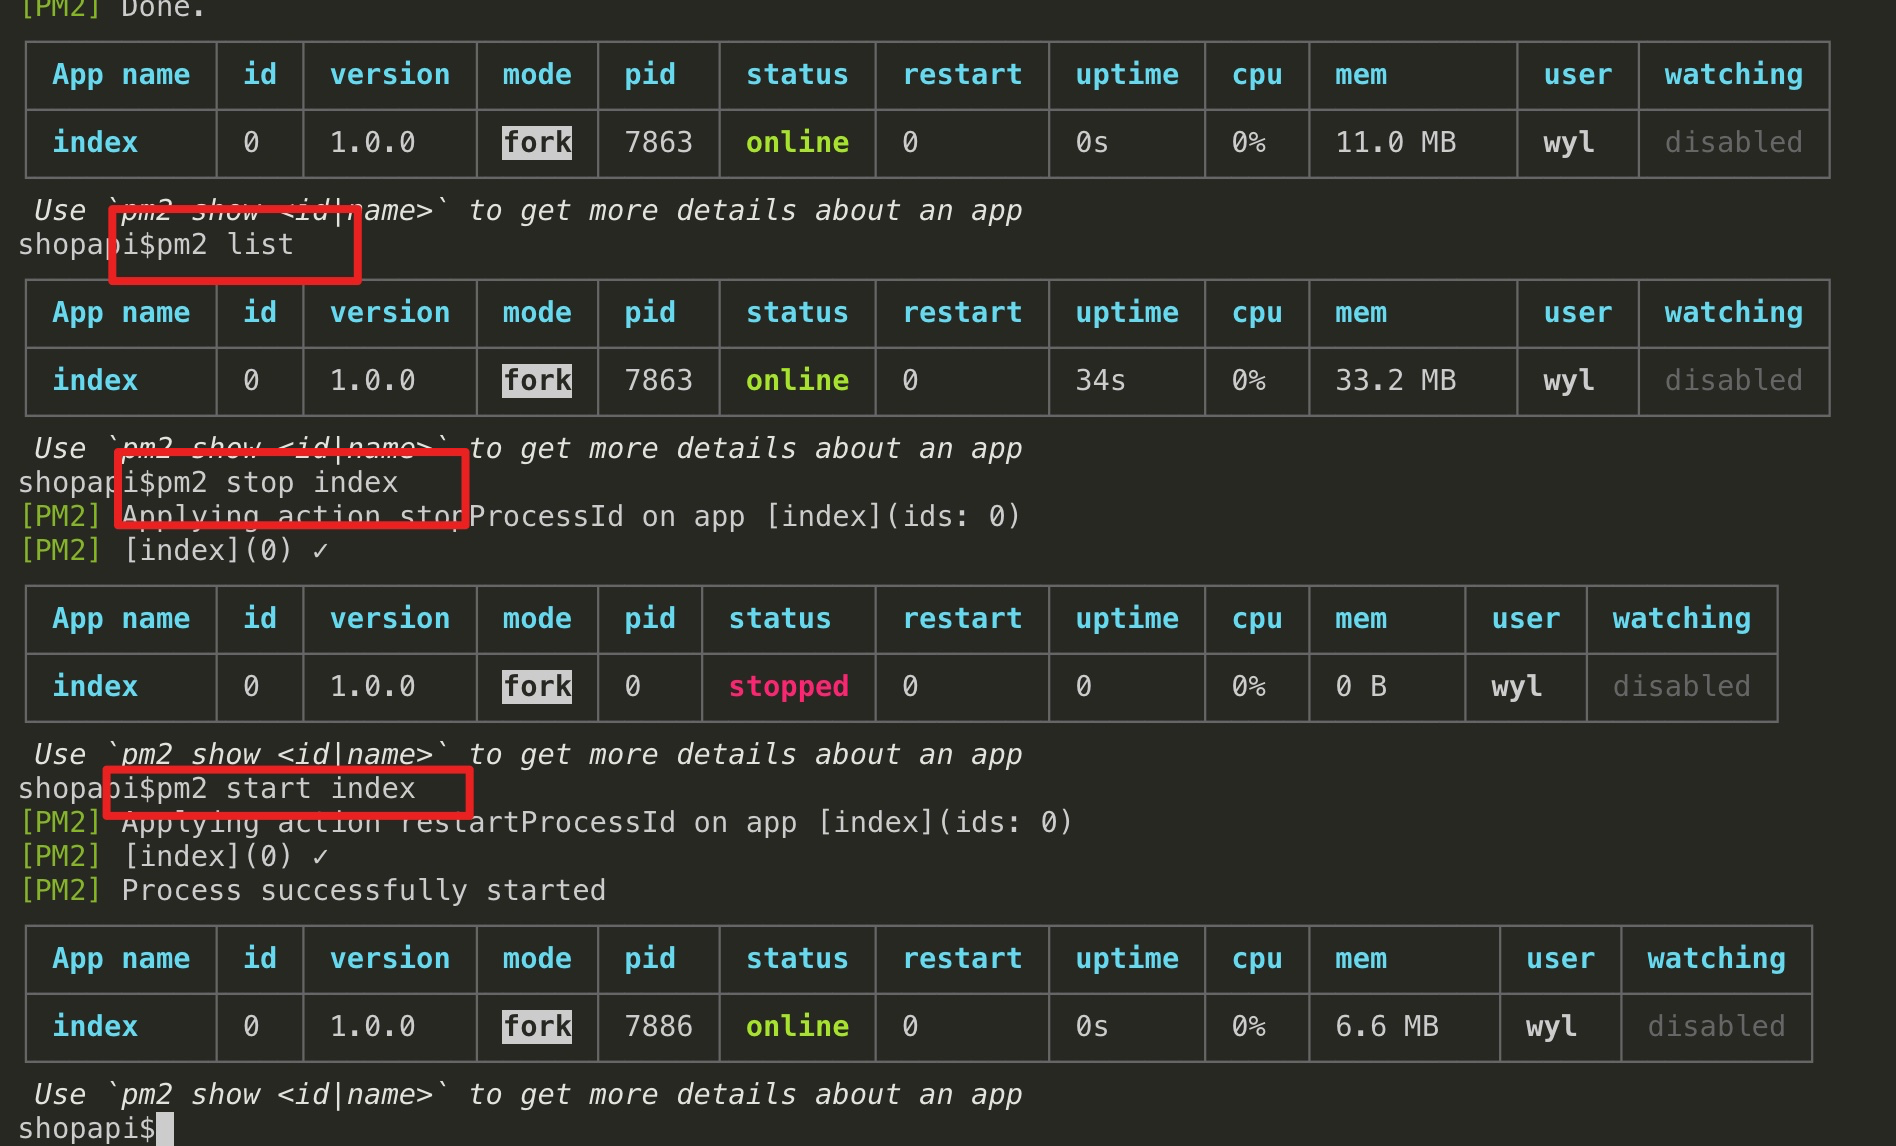 [PM2] Done.
App name id version mode pid status restart uptime cpu mem user watching
index 0 1.0.0 fork 7863 online 0 0s 0% 11.0 MB wyl disabled
Use `pm2 show <id|name>` to get more details about an app
shopapi$pm2 list
App name id version mode pid status restart uptime cpu mem user watching
index 0 1.0.0 fork 7863 online 0 34s 0% 33.2 MB wyl disabled
Use `pm2 show <id|name>` to get more details about an app
shopapi$pm2 stop index
[PM2] Applying action stopProcessId on app [index](ids: 0)
[PM2] [index](0) ✓
App name id version mode pid status restart uptime cpu mem user watching
index 0 1.0.0 fork 0 stopped 0 0 0% 0 B wyl disabled
Use `pm2 show <id|name>` to get more details about an app
shopapi$pm2 start index
[PM2] Applying action restartProcessId on app [index](ids: 0)
[PM2] [index](0) ✓
[PM2] Process successfully started
App name id version mode pid status restart uptime cpu mem user watching
index 0 1.0.0 fork 7886 online 0 0s 0% 6.6 MB wyl disabled
Use `pm2 show <id|name>` to get more details about an app
shopapi$